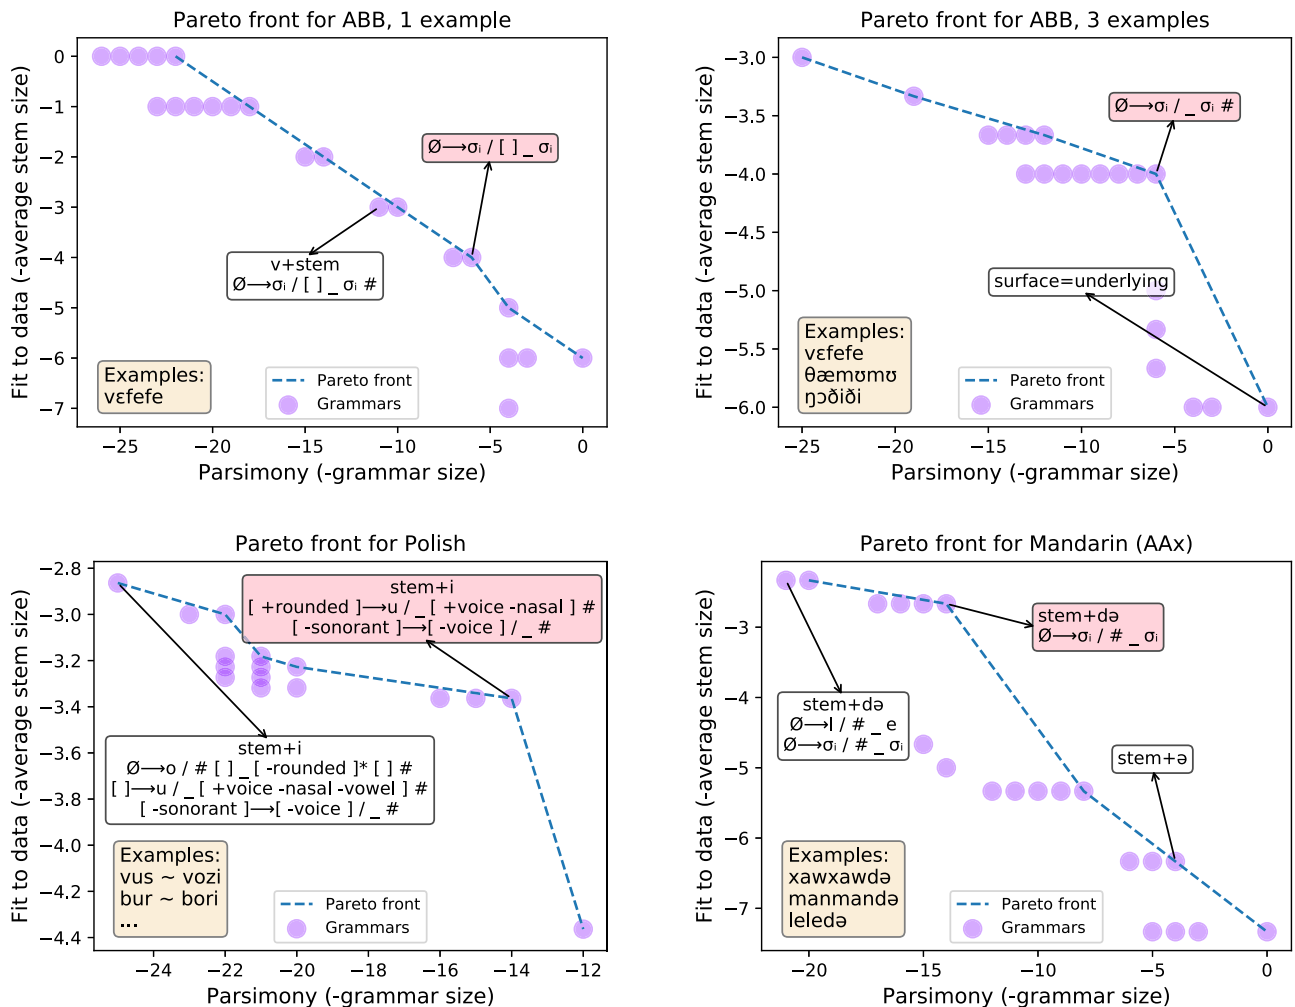 Pareto front for ABB, 1 example
Fit to data (-average stem size)
0
−1
−2
−3
−4
−5
−6
−7
Ø⟶σᵢ / [ ] _ σᵢ
v+stem
Ø⟶σᵢ / [ ] _ σᵢ #
Examples:
vɛfefe
Pareto front
Grammars
−25 −20 −15 −10 −5 0
Parsimony (-grammar size)
Pareto front for ABB, 3 examples
Fit to data (-average stem size)
−3.0
−3.5
−4.0
−4.5
−5.0
−5.5
−6.0
Ø⟶σᵢ / _ σᵢ #
surface=underlying
Examples:
vɛfefe
θæmʊmʊ
ŋɔðiði
Pareto front
Grammars
−25 −20 −15 −10 −5 0
Parsimony (-grammar size)
Pareto front for Polish
Fit to data (-average stem size)
−2.8
−3.0
−3.2
−3.4
−3.6
−3.8
−4.0
−4.2
−4.4
stem+i
[ +rounded ]⟶u / _ [ +voice -nasal ] #
[ -sonorant ]⟶[ -voice ] / _ #
stem+i
Ø⟶o / # [ ] _ [ -rounded ]* [ ] #
[ ]⟶u / _ [ +voice -nasal -vowel ] #
[ -sonorant ]⟶[ -voice ] / _ #
Examples:
vus ~ vozi
bur ~ bori
...
Pareto front
Grammars
−24 −22 −20 −18 −16 −14 −12
Parsimony (-grammar size)
Pareto front for Mandarin (AAx)
Fit to data (-average stem size)
−3
−4
−5
−6
−7
stem+də
Ø⟶σᵢ / # _ σᵢ
stem+də
Ø⟶l / # _ e
Ø⟶σᵢ / # _ σᵢ
stem+ə
Examples:
xawxawdə
manmandə
leledə
Pareto front
Grammars
−20 −15 −10 −5 0
Parsimony (-grammar size)